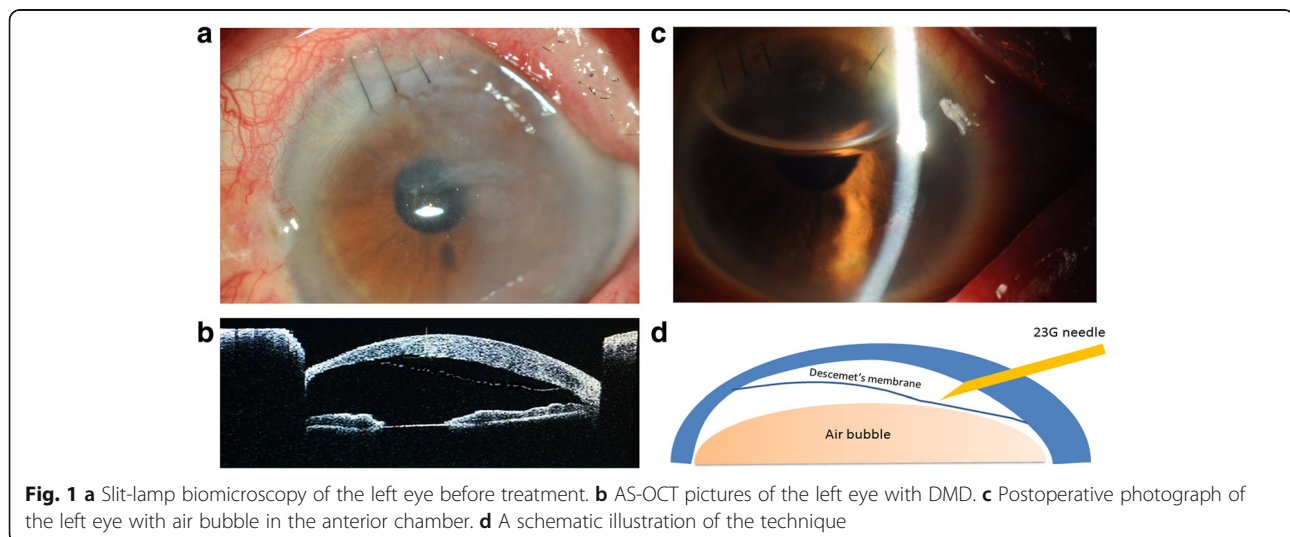 a
c
b
d
23G needle
Descemet's membrane
Air bubble
Fig. 1 a Slit-lamp biomicroscopy of the left eye before treatment. b AS-OCT pictures of the left eye with DMD. c Postoperative photograph of
the left eye with air bubble in the anterior chamber. d A schematic illustration of the technique